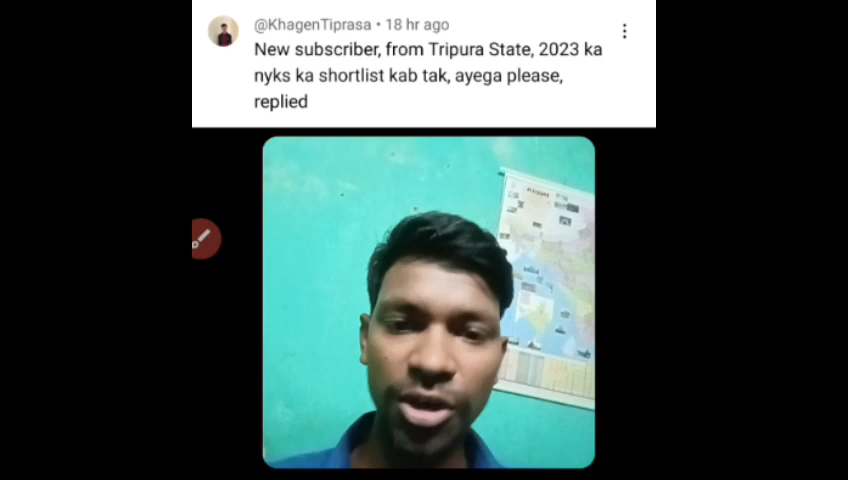 @KhagenTiprasa • 18 hr ago
New subscriber, from Tripura State, 2023 ka
nyks ka shortlist kab tak, ayega please,
replied